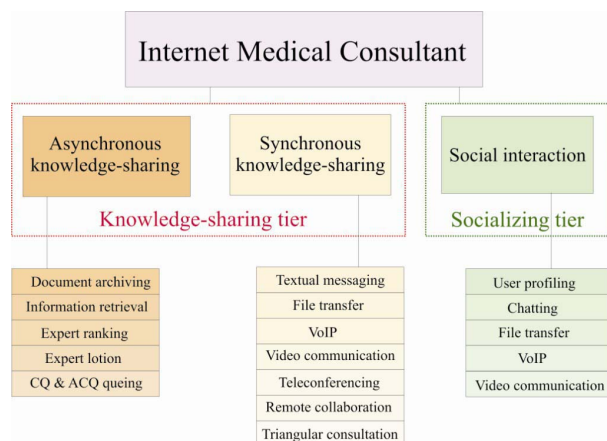 Internet Medical Consultant
Asynchronous
knowledge-sharing
Synchronous
knowledge-sharing
Social interaction
Knowledge-sharing tier
Socializing tier
Document archiving
Information retrieval
Expert ranking
Expert lotion
CQ & ACQ queing
Textual messaging
File transfer
VoIP
Video communication
Teleconferencing
Remote collaboration
Triangular consultation
User profiling
Chatting
File transfer
VoIP
Video communication